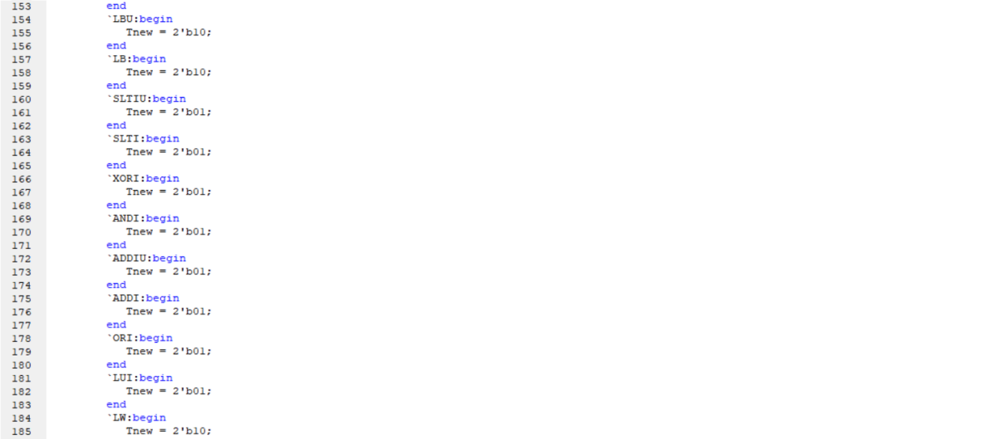 153 end
154 `LBU:begin
155 Tnew = 2'b10;
156 end
157 `LB:begin
158 Tnew = 2'b10;
159 end
160 `SLTIU:begin
161 Tnew = 2'b01;
162 end
163 `SLTI:begin
164 Tnew = 2'b01;
165 end
166 `XORI:begin
167 Tnew = 2'b01;
168 end
169 `ANDI:begin
170 Tnew = 2'b01;
171 end
172 `ADDIU:begin
173 Tnew = 2'b01;
174 end
175 `ADDI:begin
176 Tnew = 2'b01;
177 end
178 `ORI:begin
179 Tnew = 2'b01;
180 end
181 `LUI:begin
182 Tnew = 2'b01;
183 end
184 `LW:begin
185 Tnew = 2'b10;